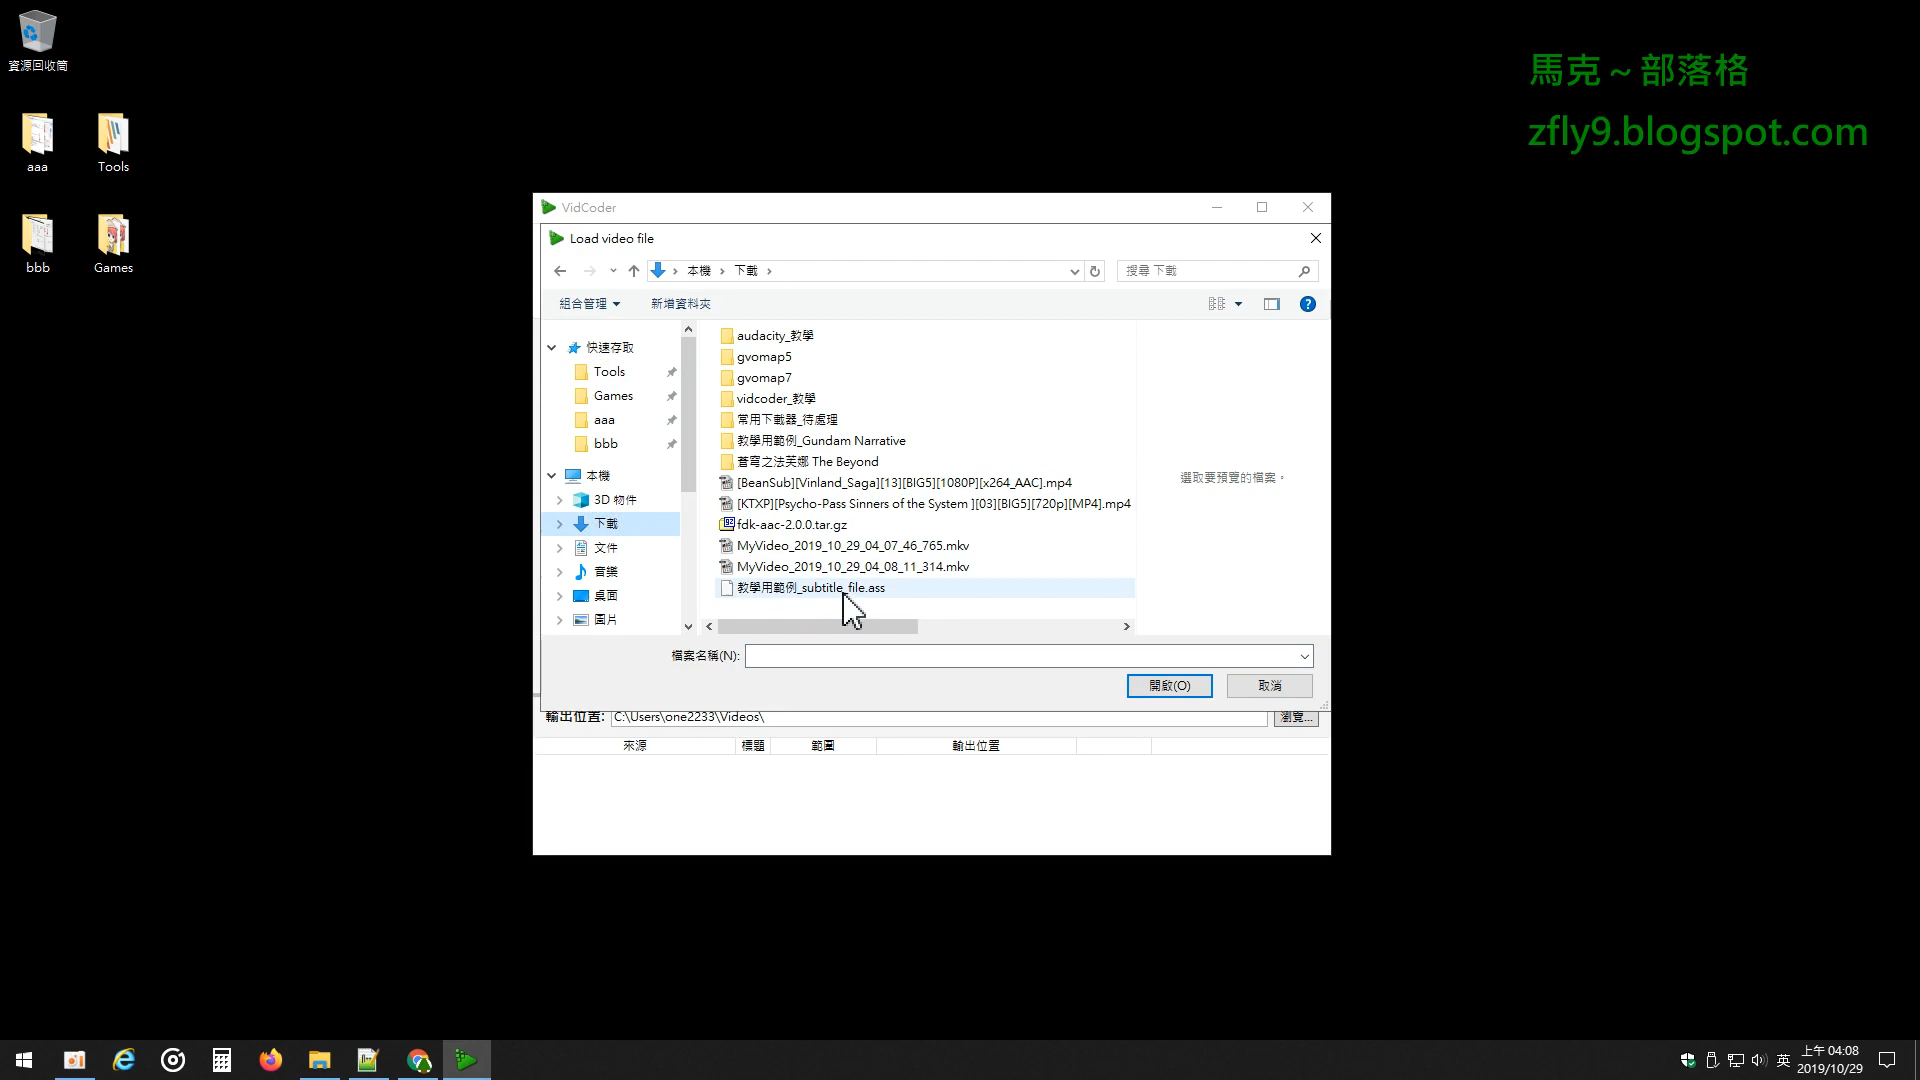 資源回收筒
aaa
Tools
bbb
Games
馬克～部落格
zfly9.blogspot.com
VidCoder
Load video file
本機
下載
搜尋 下載
組合管理
新增資料夾
快速存取
Tools
Games
aaa
bbb
本機
3D 物件
下載
文件
音樂
桌面
圖片
audacity_教學
gvomap5
gvomap7
vidcoder_教學
常用下載器_待處理
教學用範例_Gundam Narrative
蒼穹之法芙娜 The Beyond
[BeanSub][Vinland_Saga][13][BIG5][1080P][x264_AAC].mp4
[KTXP][Psycho-Pass Sinners of the System ][03][BIG5][720p][MP4].mp4
fdk-aac-2.0.0.tar.gz
MyVideo_2019_10_29_04_07_46_765.mkv
MyVideo_2019_10_29_04_08_11_314.mkv
教學用範例_subtitle_file.ass
選取要預覽的檔案。
檔案名稱(N):
開啟(O)
取消
輸出位置: C:\Users\one2233\Videos\ 瀏覽...
來源 標題 範圍 輸出位置
英
上午 04:08
2019/10/29